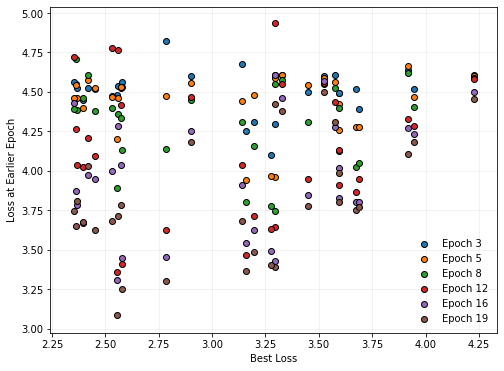 5.00
4.75
4.50
4.25
4.00
3.75
3.50
3.25
3.00
Loss at Earlier Epoch
Epoch 3
Epoch 5
Epoch 8
Epoch 12
Epoch 16
Epoch 19
2.25 2.50 2.75 3.00 3.25 3.50 3.75 4.00 4.25
Best Loss